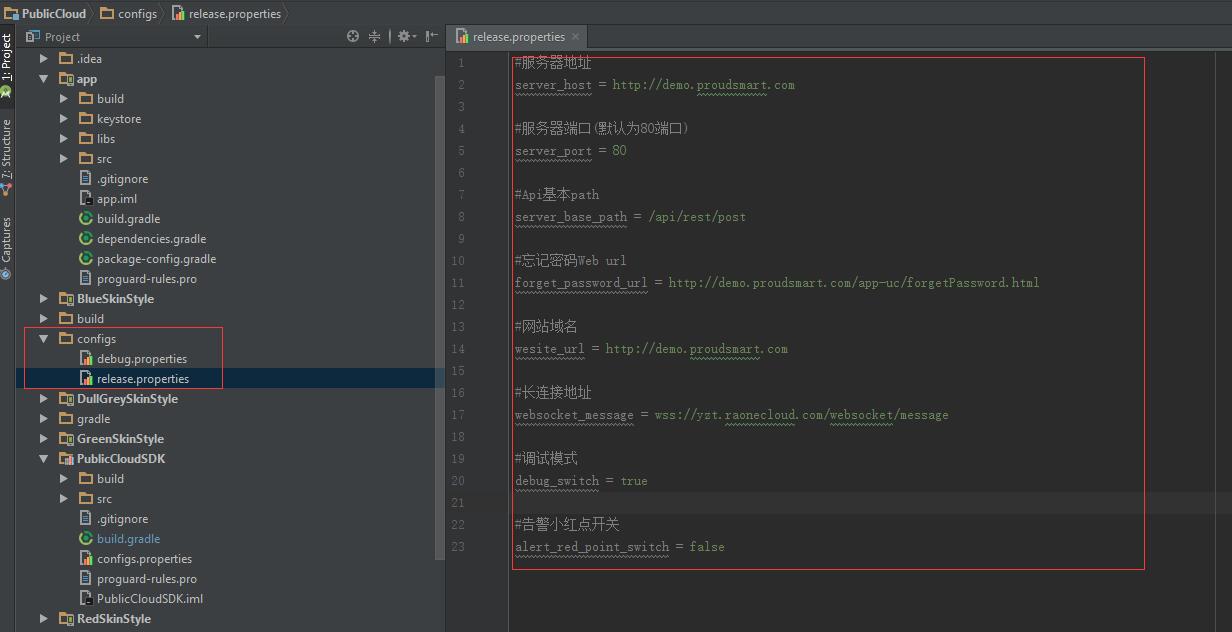 PublicCloud configs release.properties
Project
release.properties
1: Project
7: Structure
Captures
.idea
app
build
keystore
libs
src
.gitignore
app.iml
build.gradle
dependencies.gradle
package-config.gradle
proguard-rules.pro
BlueSkinStyle
build
configs
debug.properties
release.properties
DullGreySkinStyle
gradle
GreenSkinStyle
PublicCloudSDK
build
src
.gitignore
build.gradle
configs.properties
proguard-rules.pro
PublicCloudSDK.iml
RedSkinStyle
1 #服务器地址
2 server_host = http://demo.proudsmart.com
3
4 #服务器端口(默认为80端口)
5 server_port = 80
6
7 #Api基本path
8 server_base_path = /api/rest/post
9
10 #忘记密码Web url
11 forget_password_url = http://demo.proudsmart.com/app-uc/forgetPassword.html
12
13 #网站域名
14 wesite_url = http://demo.proudsmart.com
15
16 #长连接地址
17 websocket_message = wss://yzt.raonecloud.com/websocket/message
18
19 #调试模式
20 debug_switch = true
21
22 #告警小红点开关
23 alert_red_point_switch = false